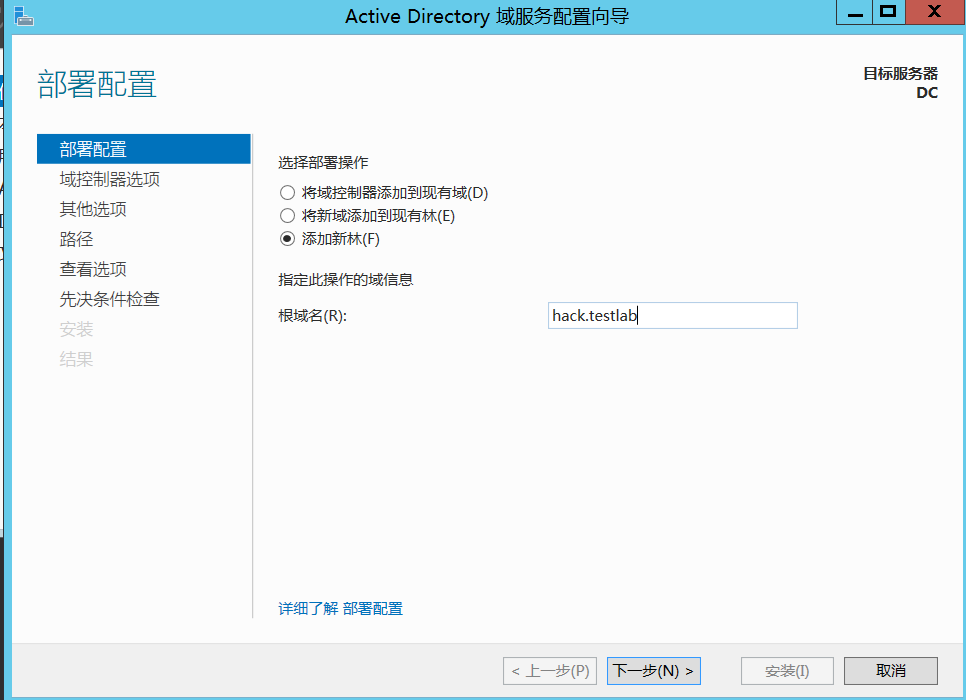 Active Directory 域服务配置向导
部署配置
目标服务器
DC
部署配置
域控制器选项
其他选项
路径
查看选项
先决条件检查
安装
结果
选择部署操作
将域控制器添加到现有域(D)
将新域添加到现有林(E)
添加新林(F)
指定此操作的域信息
根域名(R):
hack.testlab
详细了解 部署配置
< 上一步(P)
下一步(N) >
安装(I)
取消